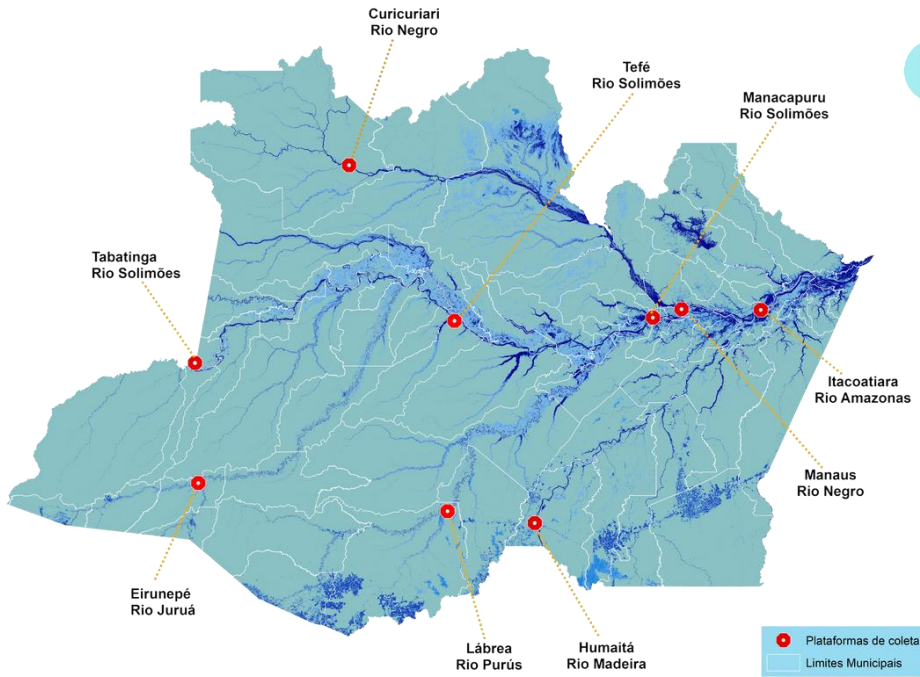 Curicuriari
Rio Negro
Tefé
Rio Solimões
Manacapuru
Rio Solimões
Tabatinga
Rio Solimões
Itacoatiara
Rio Amazonas
Manaus
Rio Negro
Eirunepé
Rio Juruá
Lábrea
Rio Purús
Humaitá
Rio Madeira
Plataformas de coleta
Limites Municipais